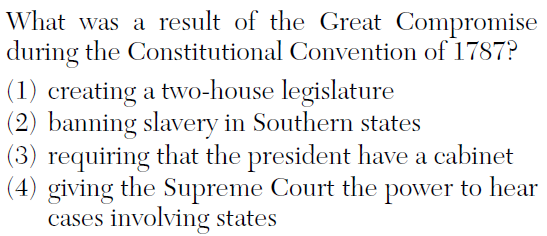 What was a result of the Great Compromise
during the Constitutional Convention of 1787?
(1) creating a two-house legislature
(2) banning slavery in Southern states
(3) requiring that the president have a cabinet
(4) giving the Supreme Court the power to hear
cases involving states